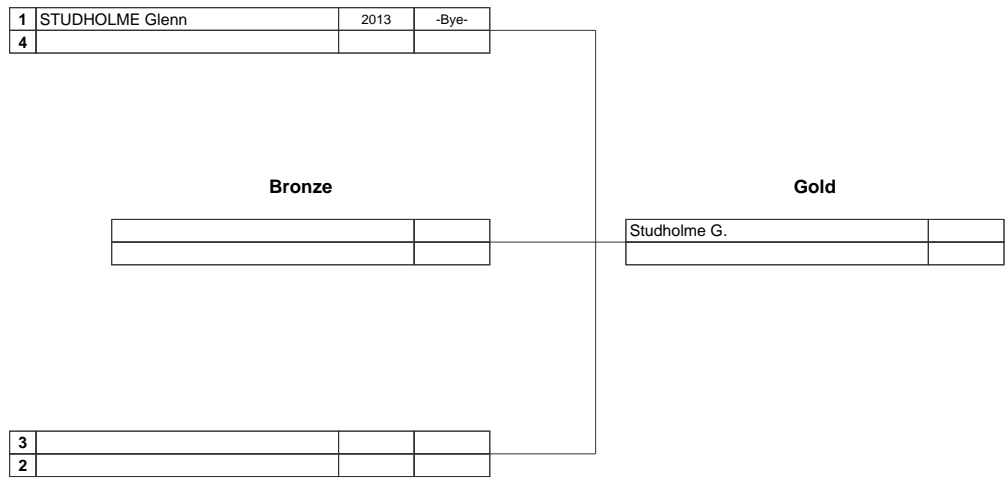 1 STUDHOLME Glenn 2013 -Bye-
4
Bronze Gold
Studholme G.
3
2